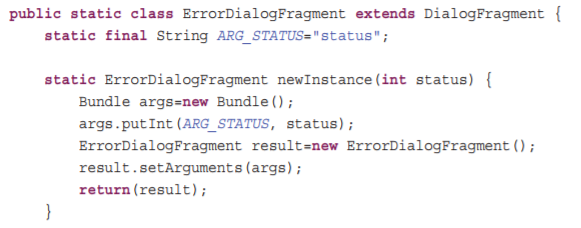 public static class ErrorDialogFragment extends DialogFragment {
    static final String ARG_STATUS="status";

    static ErrorDialogFragment newInstance(int status) {
        Bundle args=new Bundle();
        args.putInt(ARG_STATUS, status);
        ErrorDialogFragment result=new ErrorDialogFragment();
        result.setArguments(args);
        return(result);
    }